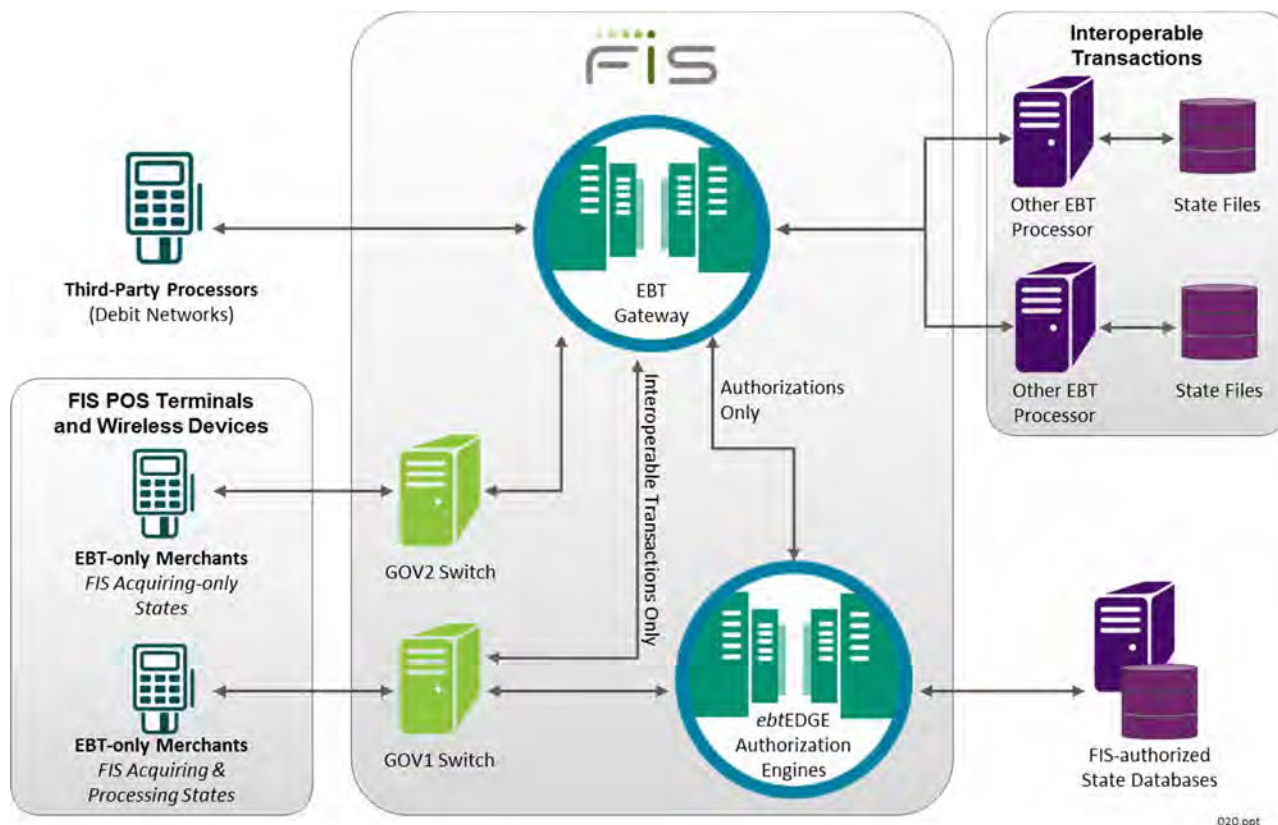 FIS
Interoperable
Transactions
Other EBT
Processor
State Files
Third-Party Processors
(Debit Networks)
EBT
Gateway
Other EBT
Processor
State Files
FIS POS Terminals
and Wireless Devices
Interoperable Transactions Only
Authorizations
Only
EBT-only Merchants
FIS Acquiring-only
States
GOV2 Switch
EBT-only Merchants
FIS Acquiring &
Processing States
GOV1 Switch
ebtEDGE
Authorization
Engines
FIS-authorized
State Databases
020.ppt